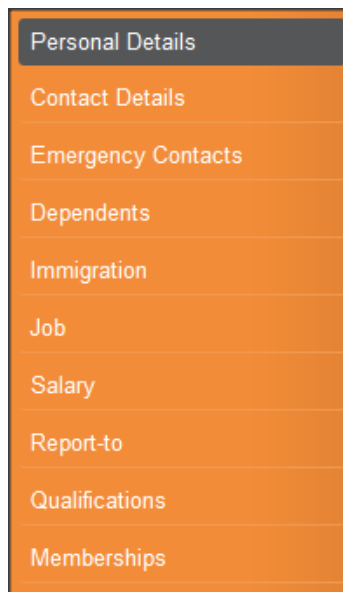 Personal Details
Contact Details
Emergency Contacts
Dependents
Immigration
Job
Salary
Report-to
Qualifications
Memberships